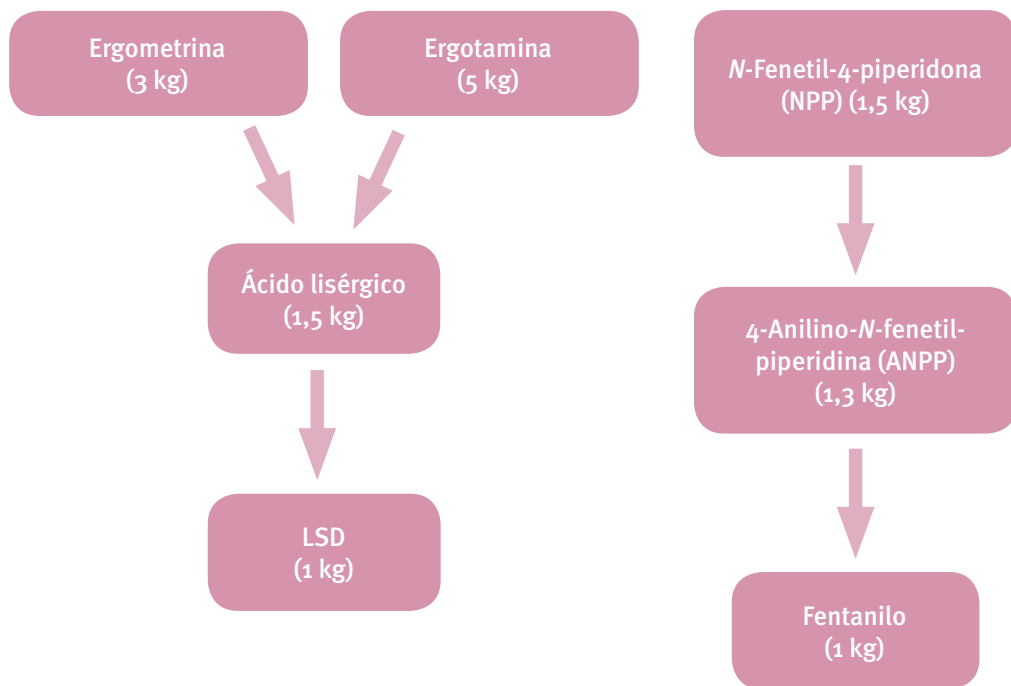 Ergometrina
(3 kg)
Ergotamina
(5 kg)
Ácido lisérgico
(1,5 kg)
LSD
(1 kg)
N-Fenetil-4-piperidona
(NPP) (1,5 kg)
4-Anilino-N-fenetil-
piperidina (ANPP)
(1,3 kg)
Fentanilo
(1 kg)